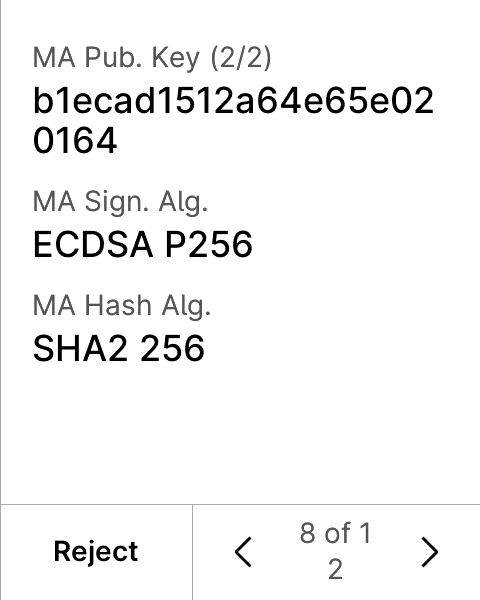 MA Pub. Key (2/2)
b1ecad1512a64e65e02
0164
MA Sign. Alg.
ECDSA P256
MA Hash Alg.
SHA2 256
Reject
8 of 1
2